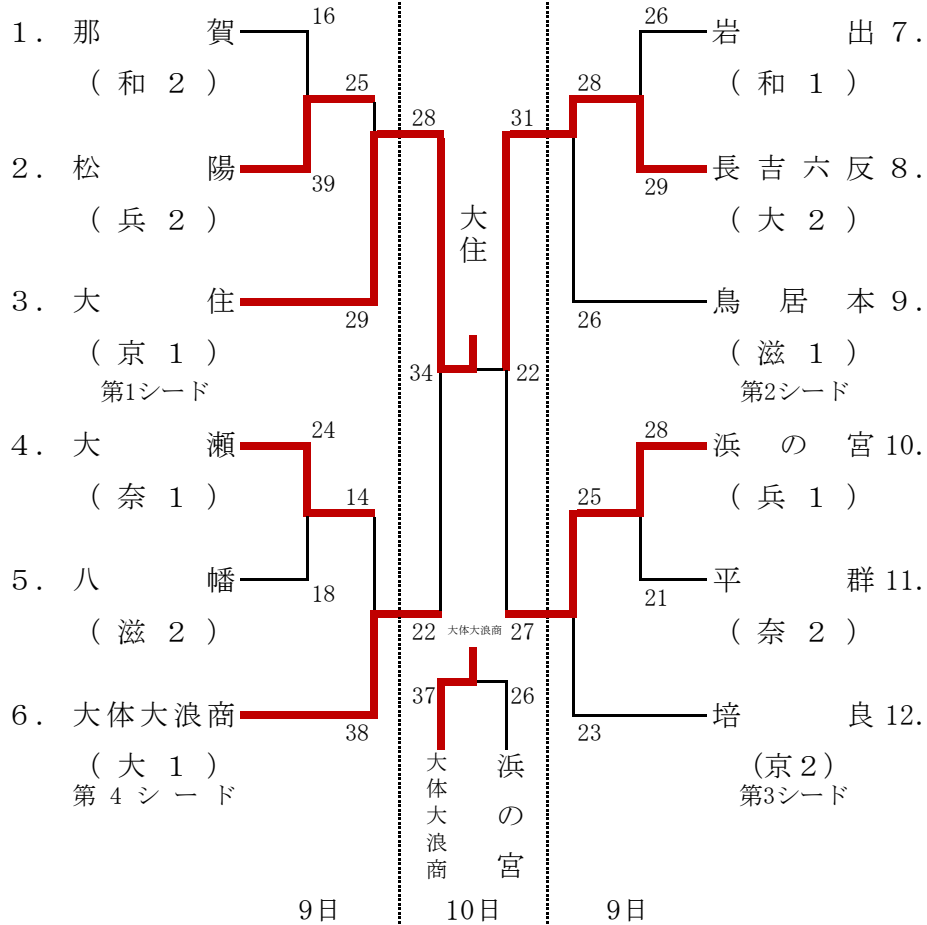 1. 那賀
(和2)
2. 松陽
(兵2)
3. 大住
(京1)
第1シード
4. 大瀬
(奈1)
5. 八幡
(滋2)
6. 大体大浪商
(大1)
第4シード
16
25
39
29
24
14
18
38
28
34
22
大住
31
22
27
大体大浪商
37
26
大体大浪商
浜の宮
26
28
29
26
28
25
21
23
岩出 7.
(和1)
長吉六反 8.
(大2)
鳥居本 9.
(滋1)
第2シード
浜の宮 10.
(兵1)
平群 11.
(奈2)
培良 12.
(京2)
第3シード
9日
10日
9日